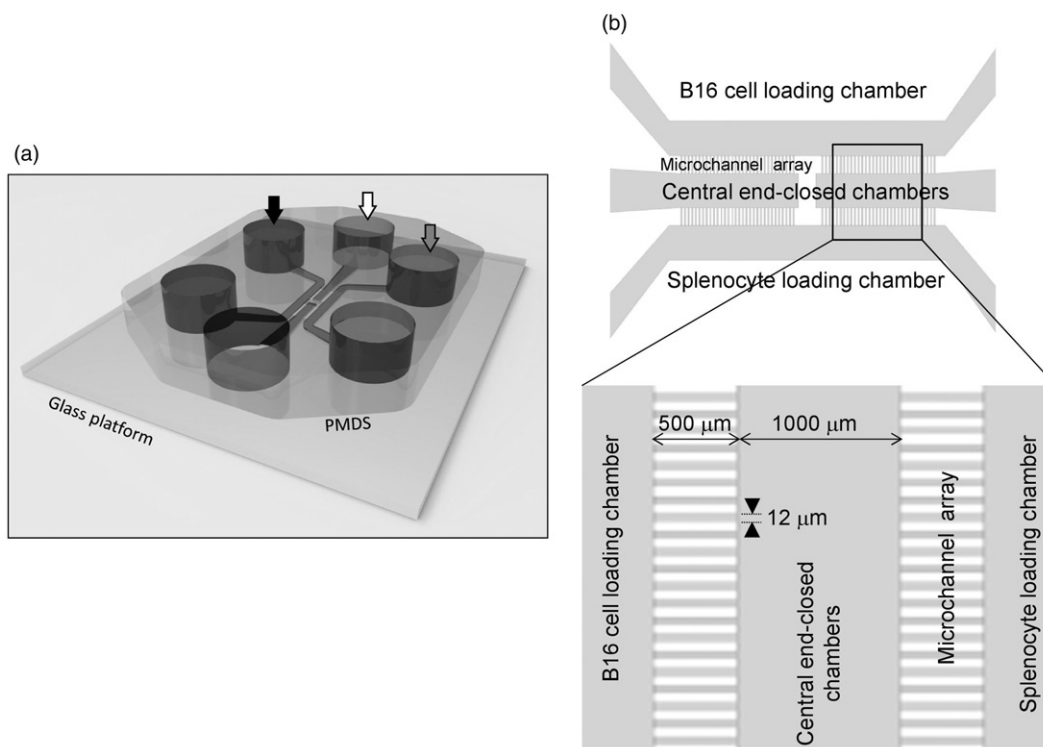 (a)
Glass platform
PMDS
(b)
B16 cell loading chamber
Microchannel array
Central end-closed chambers
Splenocyte loading chamber
500 μm
1000 μm
12 μm
B16 cell loading chamber
Central end-closed
chambers
Microchannel array
Splenocyte loading chamber